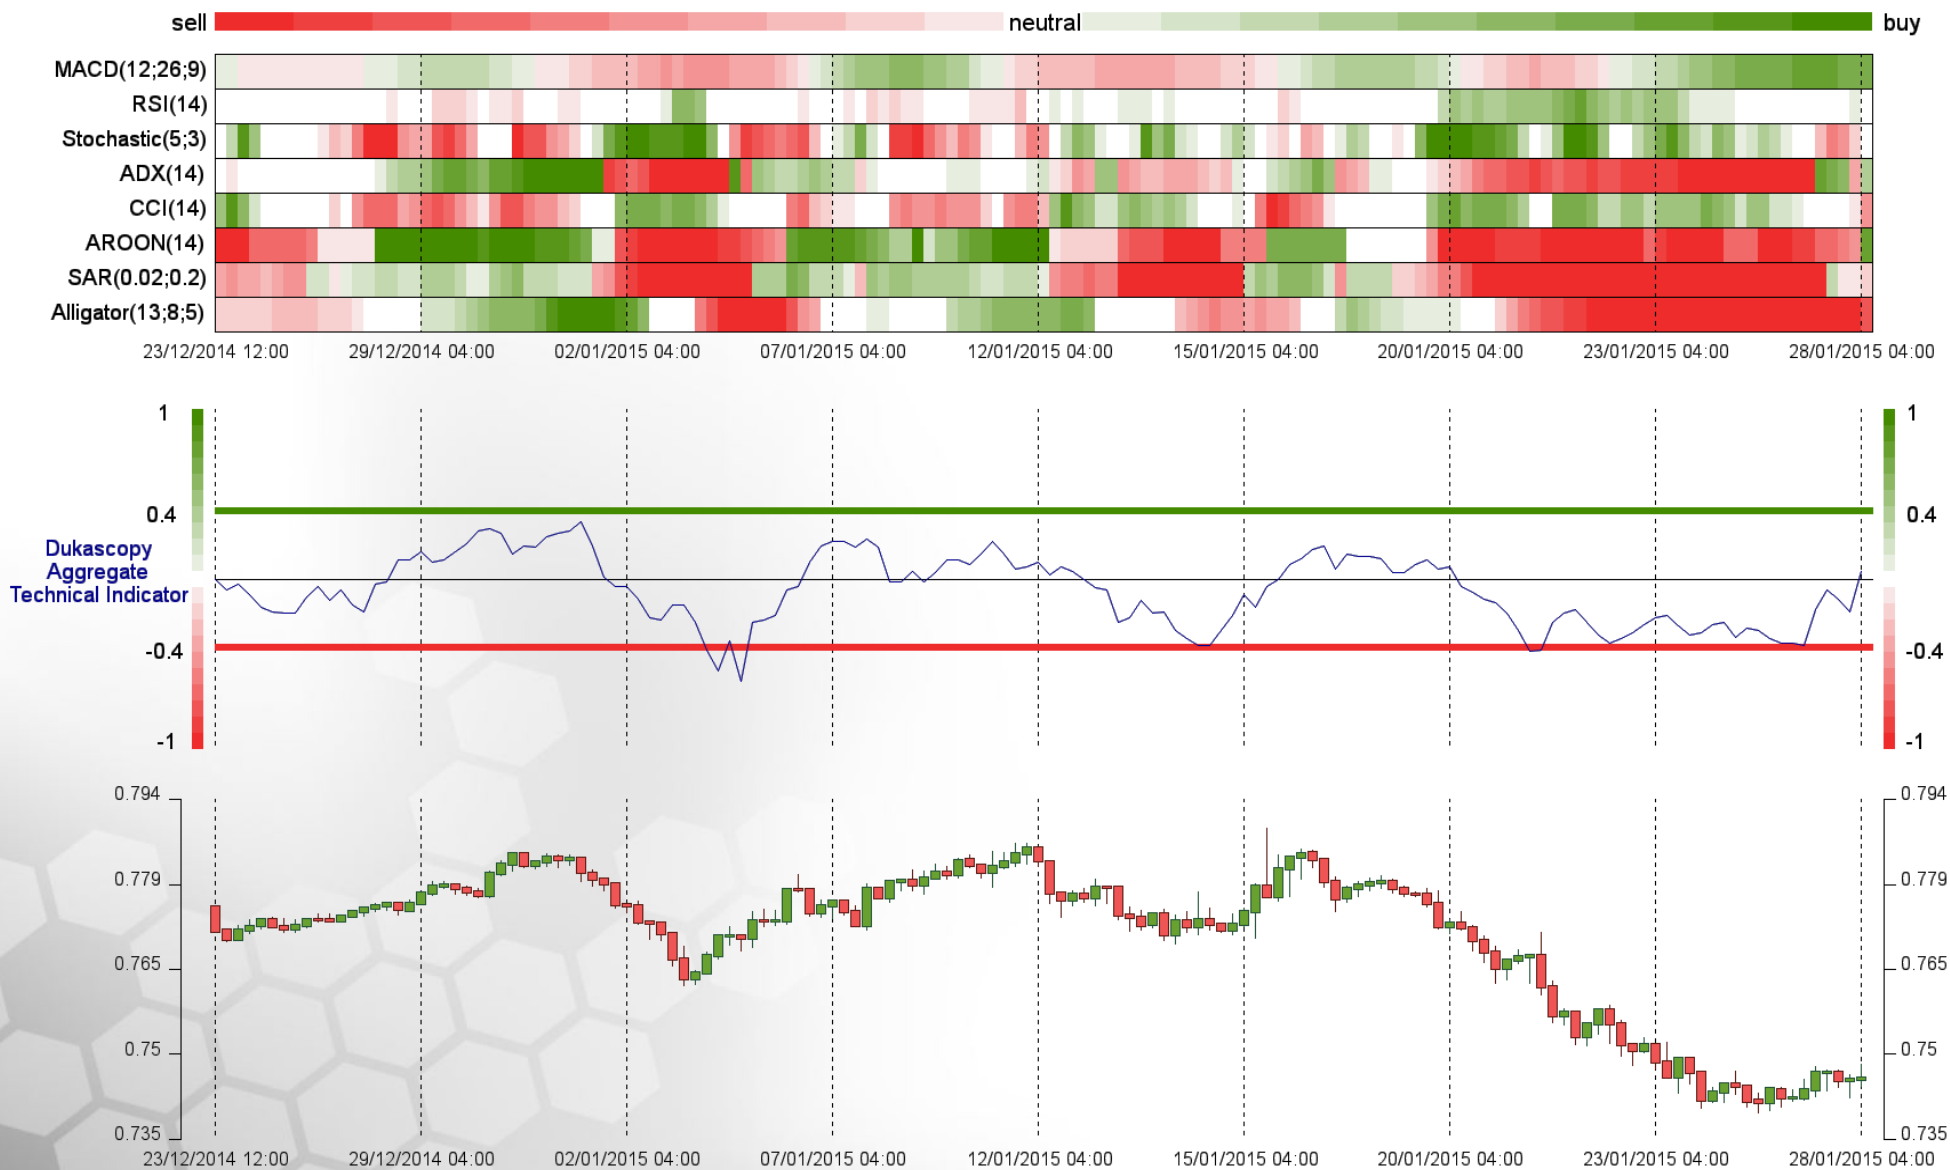 sell neutral buy
MACD(12;26;9)
RSI(14)
Stochastic(5;3)
ADX(14)
CCI(14)
AROON(14)
SAR(0.02;0.2)
Alligator(13;8;5)
23/12/2014 12:00 29/12/2014 04:00 02/01/2015 04:00 07/01/2015 04:00 12/01/2015 04:00 15/01/2015 04:00 20/01/2015 04:00 23/01/2015 04:00 28/01/2015 04:00
1 1
0.4 0.4
Dukascopy
Aggregate
Technical Indicator
-0.4 -0.4
-1 -1
0.794 0.794
0.779 0.779
0.765 0.765
0.75 0.75
0.735 0.735
23/12/2014 12:00 29/12/2014 04:00 02/01/2015 04:00 07/01/2015 04:00 12/01/2015 04:00 15/01/2015 04:00 20/01/2015 04:00 23/01/2015 04:00 28/01/2015 04:00